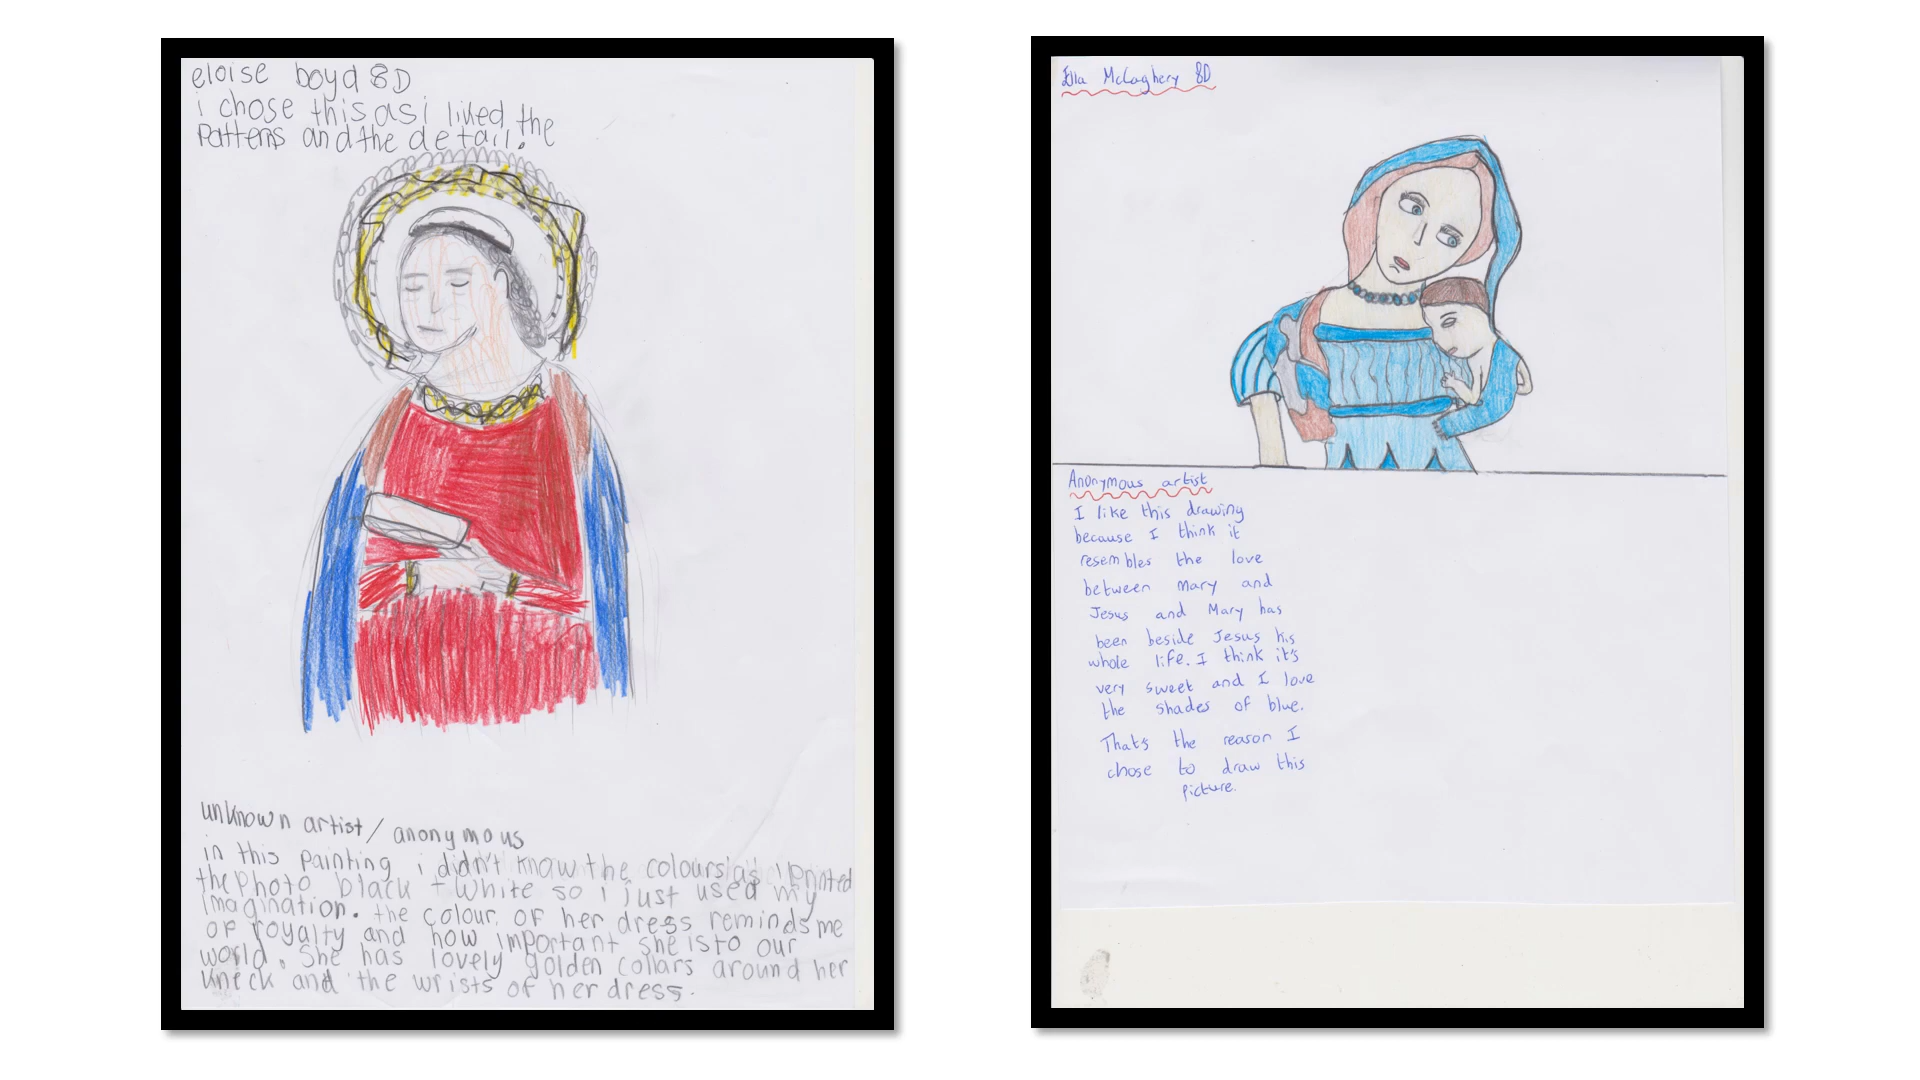 eloise boyd 8D
i chose this as i liked the
Patterns and the detail.
unknown artist/anonymous
in this painting i didn't know the colours as I printed
the photo black + white so i just used my
imagination. the colour of her dress reminds me
of royalty and how important she is to our
world. She has lovely golden collars around her
kneck and the wrists of her dress.
Ella McLaghery 8D
Anonymous artist
I like this drawing
because I think it
resembles the love
between Mary and
Jesus and Mary has
been beside Jesus his
whole life. I think it's
very sweet and I love
the shades of blue.
That's the reason I
chose to draw this
picture.